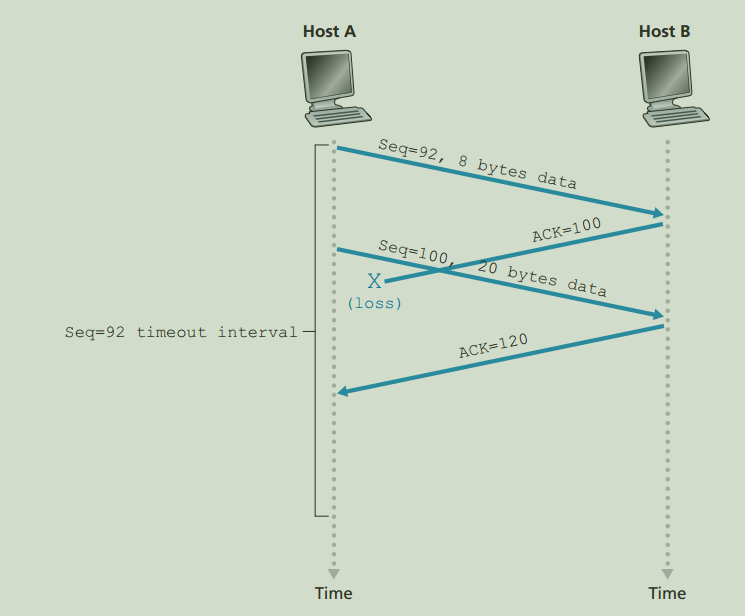 Host A
Host B
Seq=92, 8 bytes data
ACK=100
Seq=100, 20 bytes data
X
(loss)
Seq=92 timeout interval
ACK=120
Time
Time